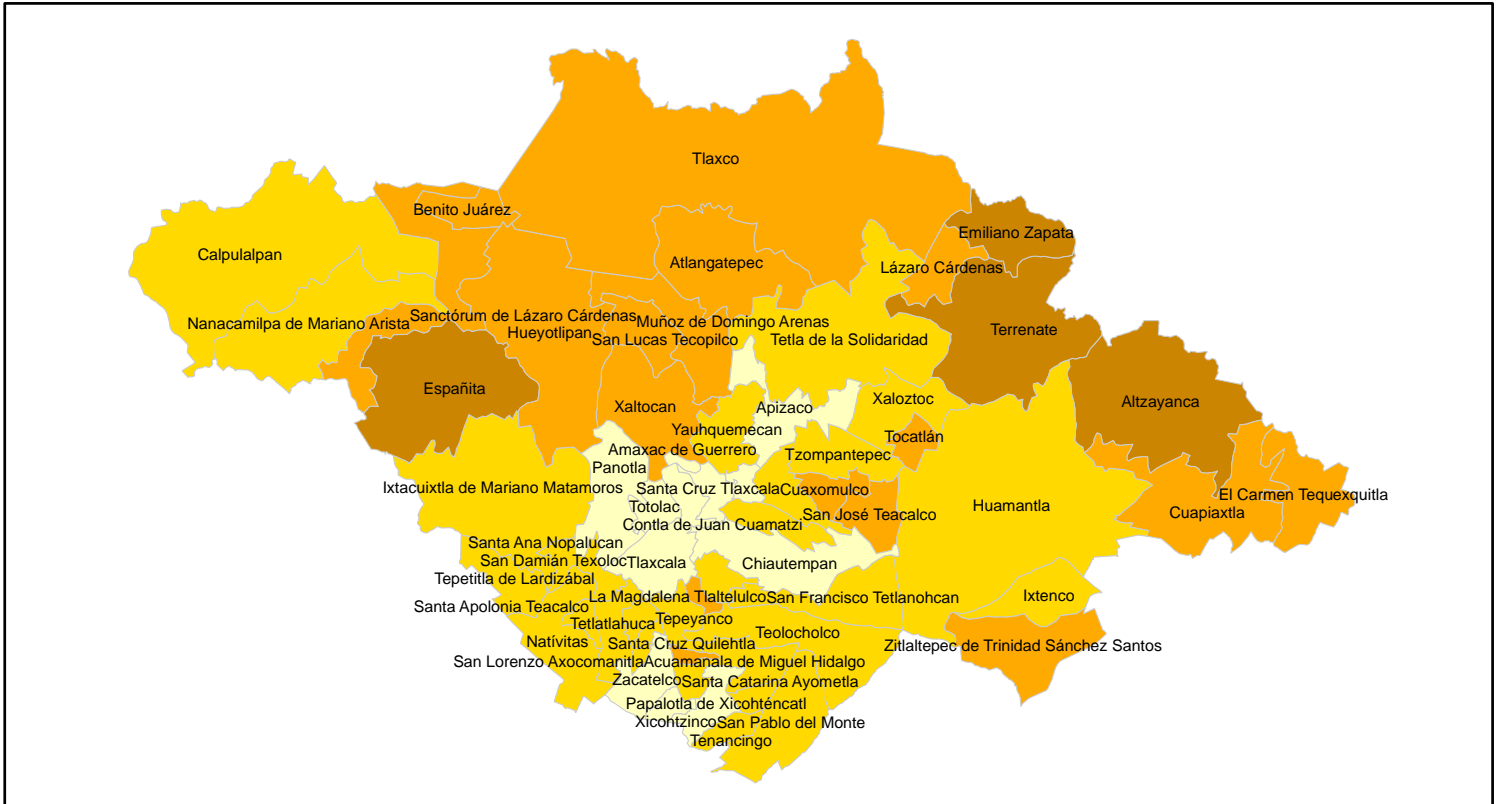 Tlaxco
Benito Juárez
Emiliano Zapata
Calpulalpan
Atlangatepec
Lázaro Cárdenas
Sanctórum de Lázaro Cárdenas
Nanacamilpa de Mariano Arista
Muñoz de Domingo Arenas
Hueyotlipan
Terrenate
San Lucas Tecopilco
Tetla de la Solidaridad
Españita
Xaloztoc
Altzayanca
Xaltocan
Apizaco
Yauhquemecan
Tocatlán
Amaxac de Guerrero
Tzompantepec
Panotla
Ixtacuixtla de Mariano Matamoros
Santa Cruz Tlaxcala
Cuaxomulco
El Carmen Tequexquitla
Totolac
Huamantla
San José Teacalco
Cuapiaxtla
Contla de Juan Cuamatzi
Santa Ana Nopalucan
San Damián Texoloc
Tlaxcala
Chiautempan
Tepetitla de Lardizábal
La Magdalena Tlaltelulco
San Francisco Tetlanohcan
Ixtenco
Santa Apolonia Teacalco
Tetlatlahuca
Tepeyanco
Teolocholco
Natívitas
Santa Cruz Quilehtla
Zitlaltepec de Trinidad Sánchez Santos
San Lorenzo Axocomanitla
Acuamanala de Miguel Hidalgo
Zacatelco
Santa Catarina Ayometla
Papalotla de Xicohténcatl
Xicohtzinco
San Pablo del Monte
Tenancingo